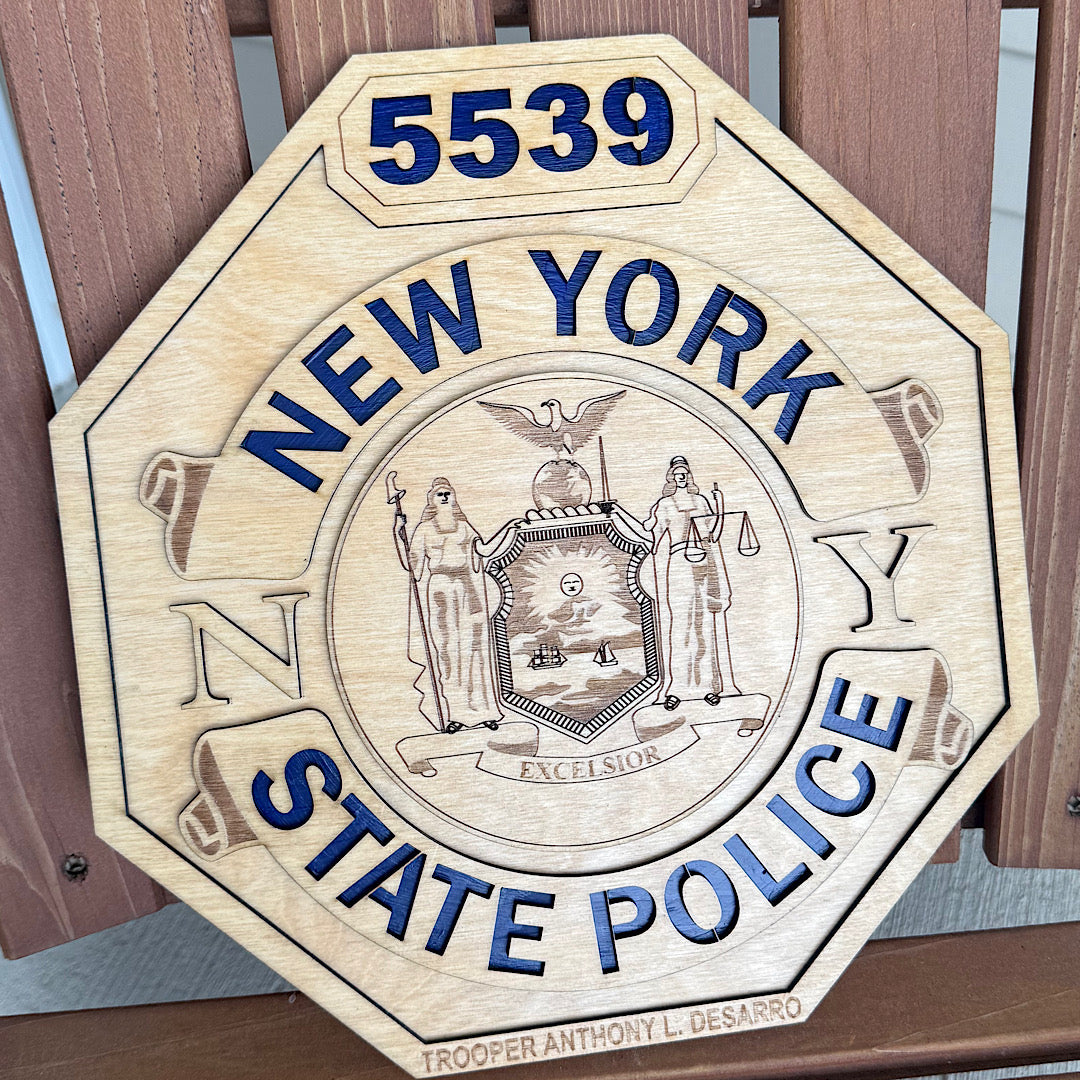 5539
NEW YORK
N Y
EXCELSIOR
STATE POLICE
TROOPER ANTHONY L. DESARRO